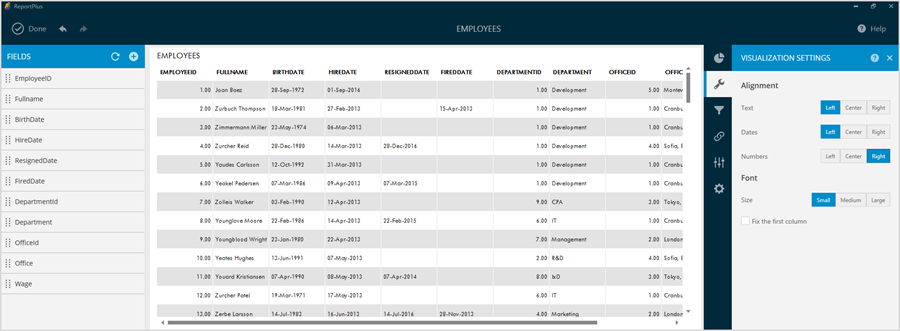 ReportPlus
Done
EMPLOYEES
Help
FIELDS
EmployeeID
Fullname
BirthDate
HireDate
ResignedDate
FiredDate
DepartmentId
Department
OfficeId
Office
Wage
EMPLOYEES
EMPLOYEEID FULLNAME BIRTHDATE HIREDATE RESIGNEDDATE FIREDDATE DEPARTMENTID DEPARTMENT OFFICEID OFFIC
1.00 Joan Baez 28-Sep-1972 01-Sep-2016 1.00 Development 5.00 Montev
2.00 Zurbuch Thompson 18-Mar-1981 27-Feb-2013 15-Apr-2013 1.00 Development 1.00 Cranbu
3.00 Zimmermann Miller 23-May-1974 06-Mar-2013 1.00 Development 1.00 Cranbu
4.00 Zurcher Reid 28-Dec-1980 14-Mar-2013 28-Dec-2016 1.00 Development 4.00 Sofia, B
5.00 Yaudes Carlsson 12-Oct-1992 31-Mar-2013 1.00 Development 1.00 Cranbu
6.00 Yeakel Pedersen 07-Mar-1986 09-Apr-2013 07-Mar-2015 1.00 Development 1.00 Cranbu
7.00 Zolleis Walker 03-Feb-1990 12-Apr-2013 9.00 CPA 3.00 Tokyo,
8.00 Younglove Moore 22-Feb-1986 14-Apr-2013 22-Feb-2015 6.00 IT 1.00 Cranbu
9.00 Youngblood Wright 23-Jan-1980 22-Apr-2013 7.00 Management 2.00 London
10.00 Yeates Hughes 13-Jun-1991 05-May-2013 2.00 R&D 4.00 Sofia, B
11.00 Youard Kristiansen 07-Apr-1990 08-May-2013 07-Apr-2014 8.00 I&D 3.00 Tokyo,
12.00 Zurcher Patel 19-Mar-1971 17-May-2013 6.00 IT 1.00 Cranbu
13.00 Zerbe Larsson 14-Jul-1983 16-Jun-2013 14-Jul-2016 28-Nov-2013 4.00 Marketing 2.00 London
VISUALIZATION SETTINGS
Alignment
Text Left Center Right
Dates Left Center Right
Numbers Left Center Right
Font
Size Small Medium Large
Fix the first column